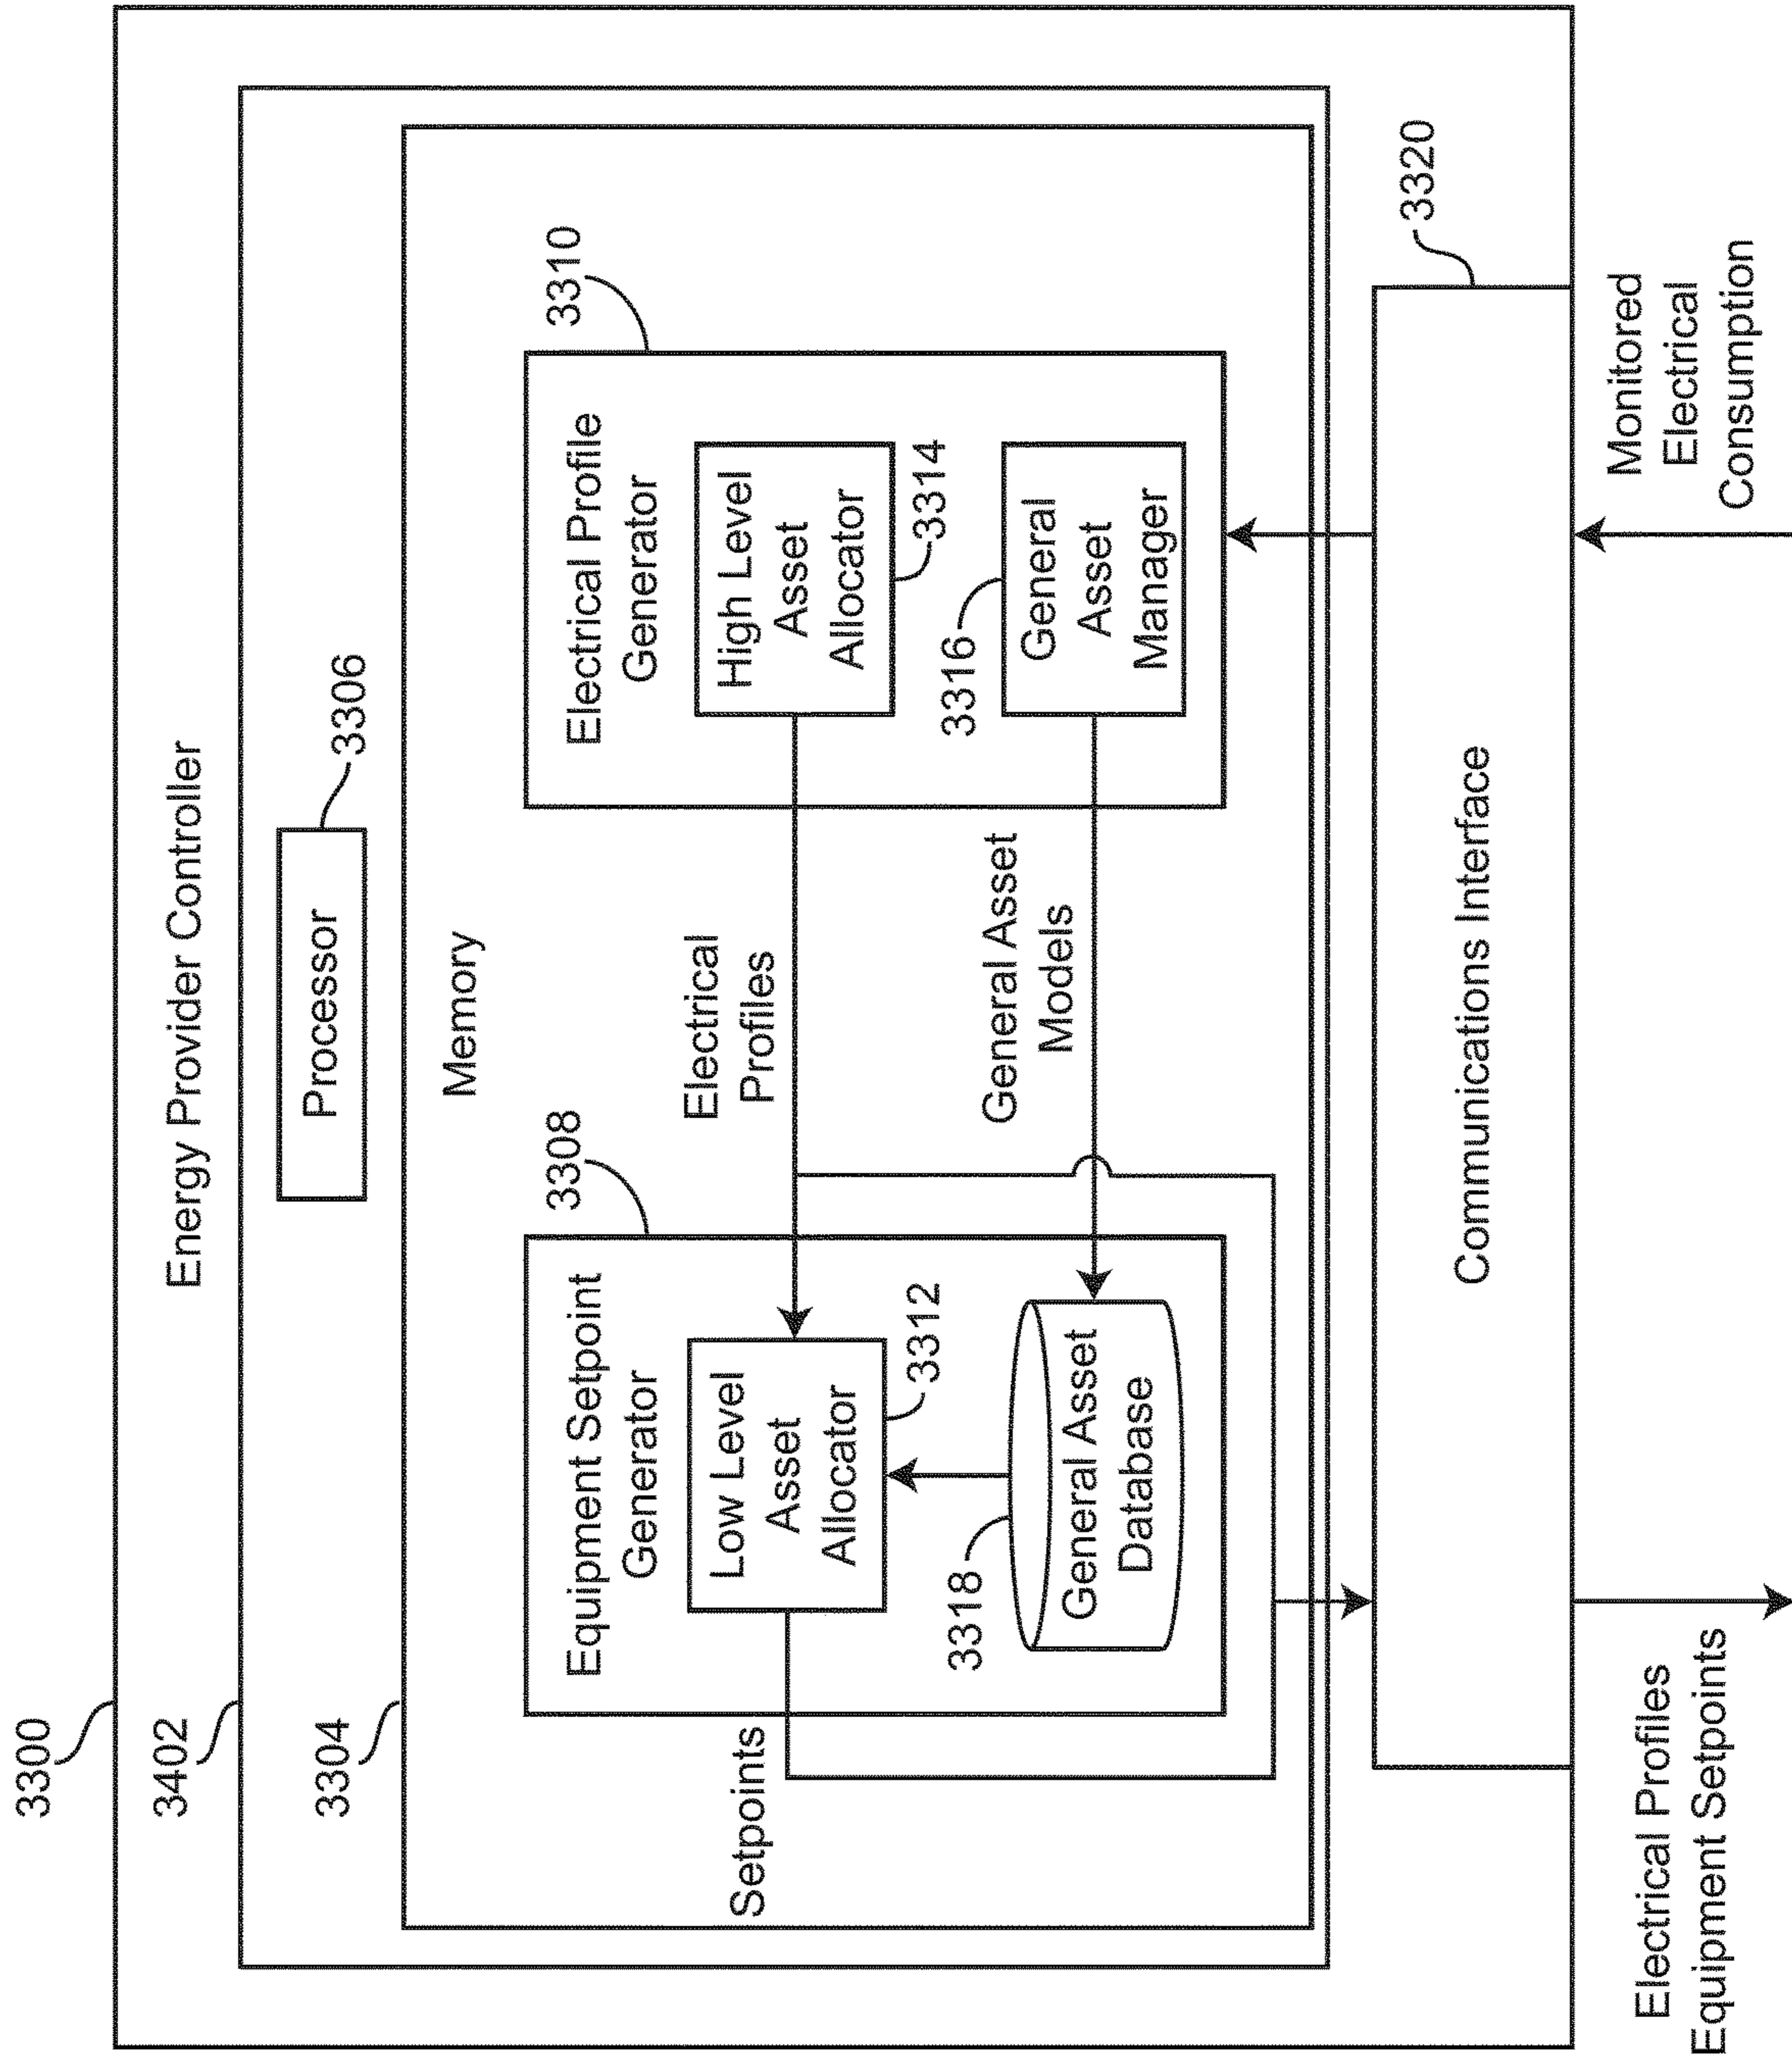 3300
Energy Provider Controller
3402
Processor
3306
3304
Memory
3308
3310
Equipment Setpoint
Generator
Electrical Profile
Generator
Low Level
Asset
Allocator
3312
Electrical
Profiles
High Level
Asset
Allocator
3314
Setpoints
3318
General Asset
Database
General Asset
Models
3316
General
Asset
Manager
Communications Interface
3320
Electrical Profiles
Equipment Setpoints
Monitored
Electrical
Consumption